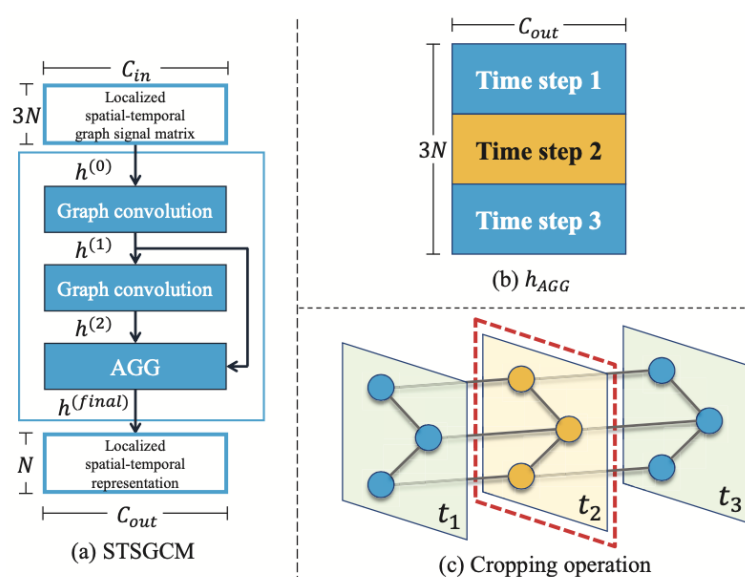 C_in
3N
Localized
spatial-temporal
graph signal matrix
h^(0)
Graph convolution
h^(1)
Graph convolution
h^(2)
AGG
h^(final)
N
Localized
spatial-temporal
representation
C_out
(a) STSGCM
C_out
3N
Time step 1
Time step 2
Time step 3
(b) h_AGG
t_1
t_2
t_3
(c) Cropping operation